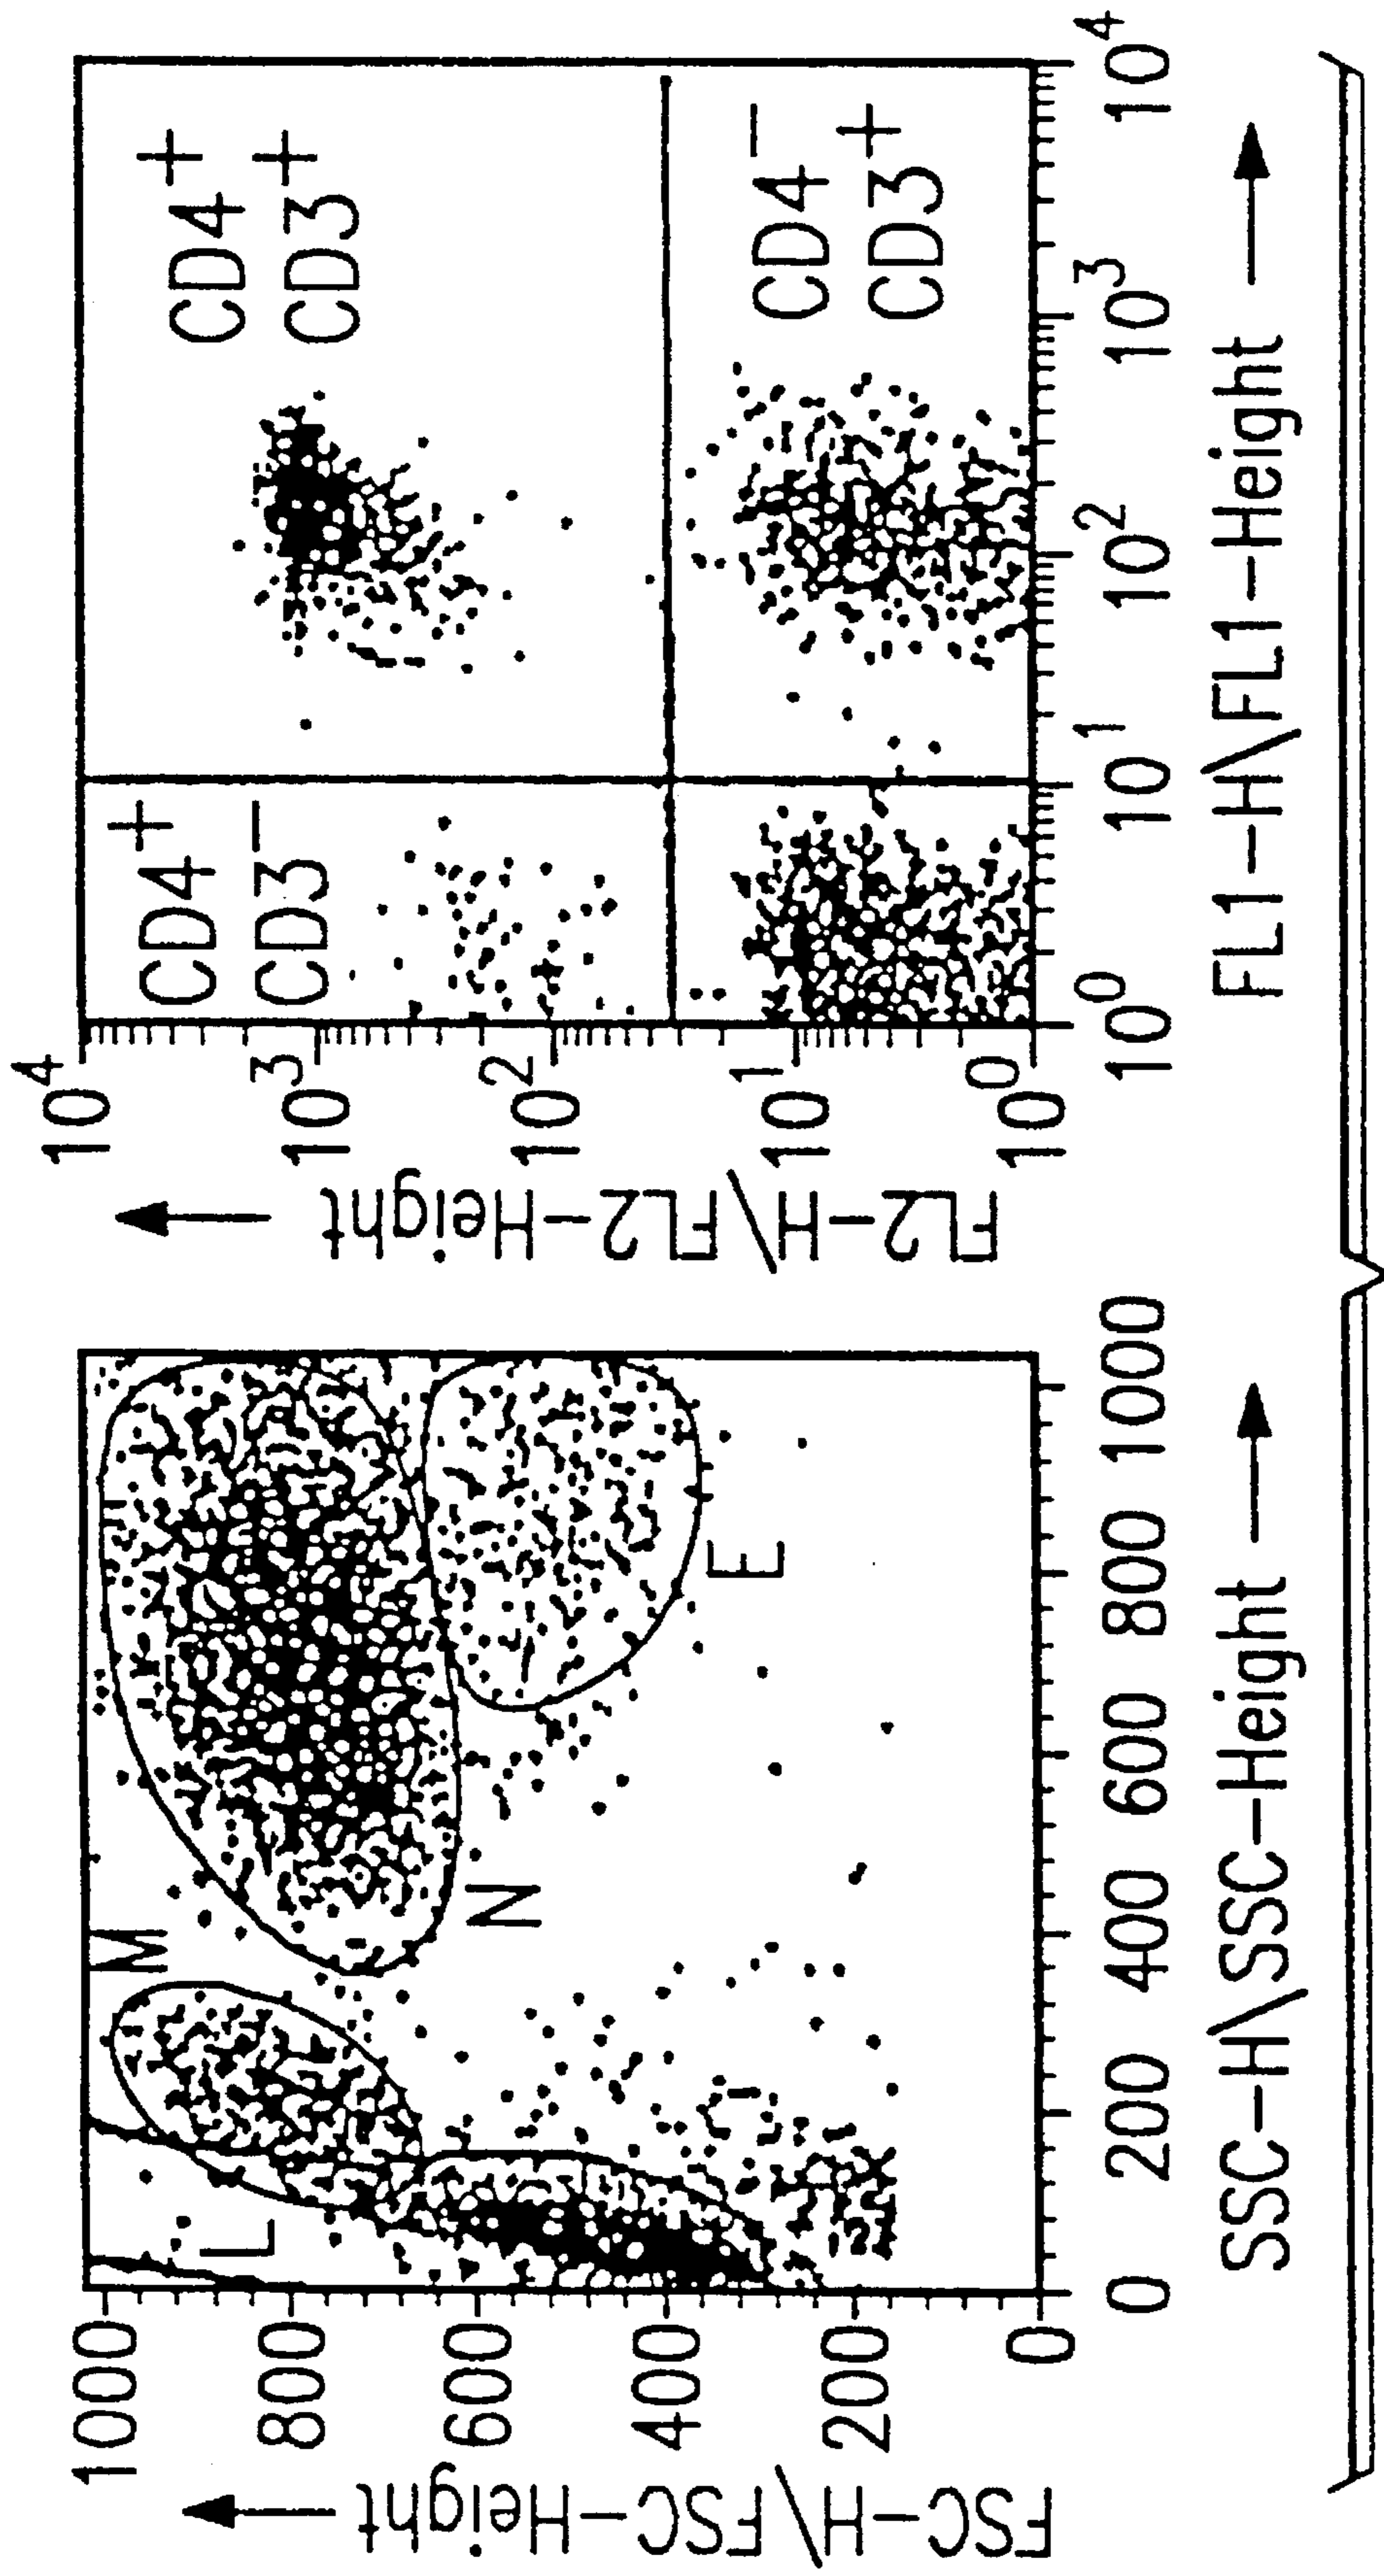 FSC-H\FSC-Height
1000
800
600
400
200
0
L
M
N
E
0 200 400 600 800 1000
SSC-H\SSC-Height
FL2-H\FL2-Height
10⁴
10³
10²
10¹
10⁰
CD4⁺
CD3⁻
CD4⁺
CD3⁺
CD4⁻
CD3⁺
10⁰ 10¹ 10² 10³ 10⁴
FL1-H\FL1-Height